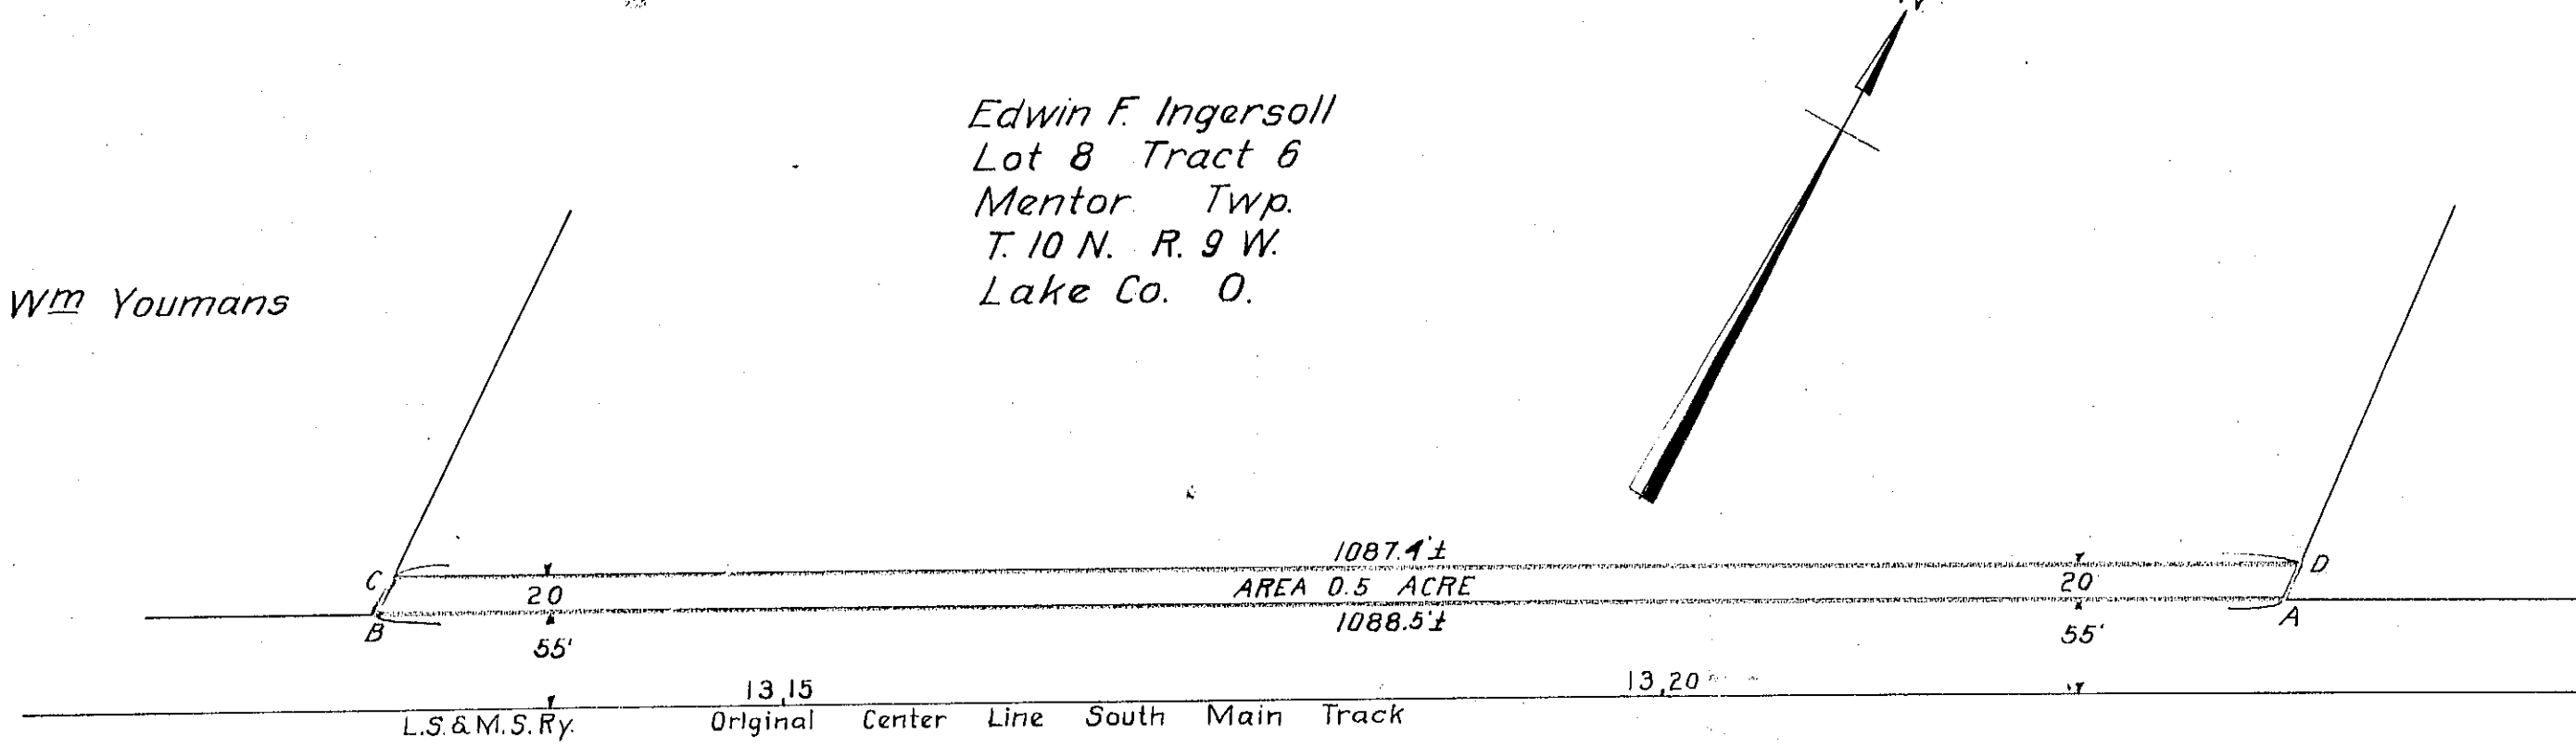 N.
Edwin F. Ingersoll
Lot 8 Tract 6
Mentor Twp.
T. 10 N. R. 9 W.
Lake Co. O.
Wm Youmans
1087.4'±
C
D
20
AREA 0.5 ACRE
20'
B
1088.5'±
A
55'
55'
13,15
13,20
L.S. & M.S. Ry.
Original Center Line South Main Track